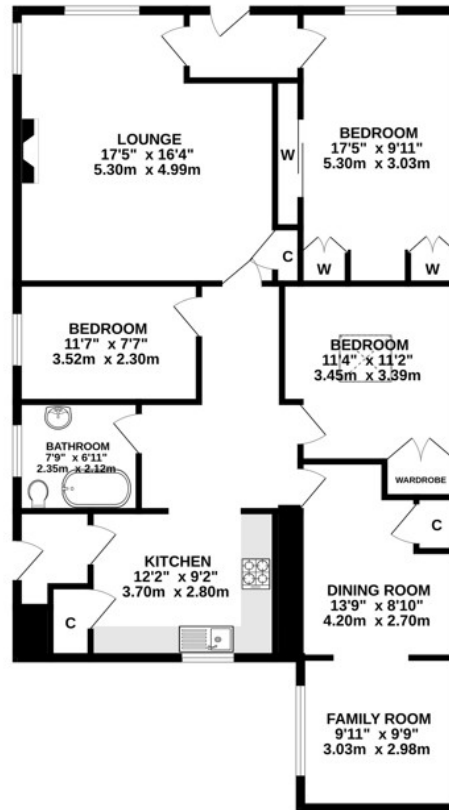 LOUNGE
17'5" x 16'4"
5.30m x 4.99m
BEDROOM
17'5" x 9'11"
5.30m x 3.03m
W
C
W
W
BEDROOM
11'7" x 7'7"
3.52m x 2.30m
BEDROOM
11'4" x 11'2"
3.45m x 3.39m
BATHROOM
7'9" x 6'11"
2.35m x 2.12m
WARDROBE
C
KITCHEN
12'2" x 9'2"
3.70m x 2.80m
C
DINING ROOM
13'9" x 8'10"
4.20m x 2.70m
FAMILY ROOM
9'11" x 9'9"
3.03m x 2.98m